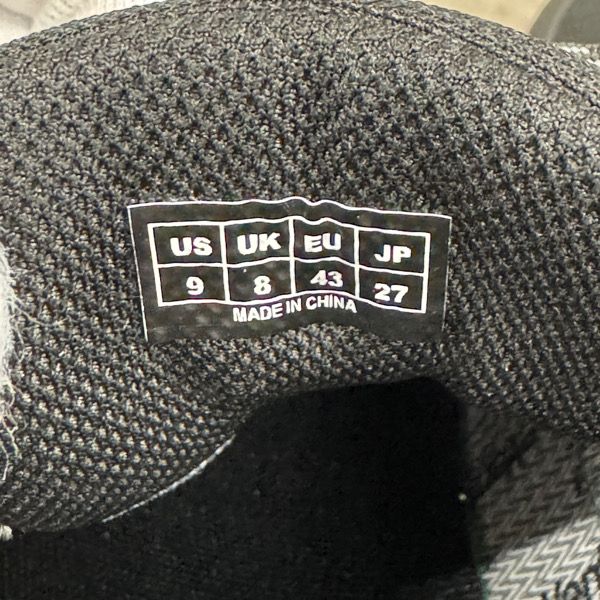 US UK EU JP
9 8 43 27
MADE IN CHINA